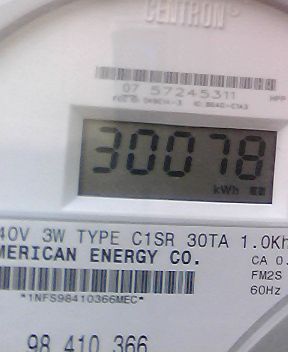 CENTRON
07 57245311
30078
kWh
40V 3W TYPE C1SR 30TA 1.0Kh
MERICAN ENERGY CO.
CA 0.
FM2S
60Hz
*1NFS98410366MEC*
98 410 366